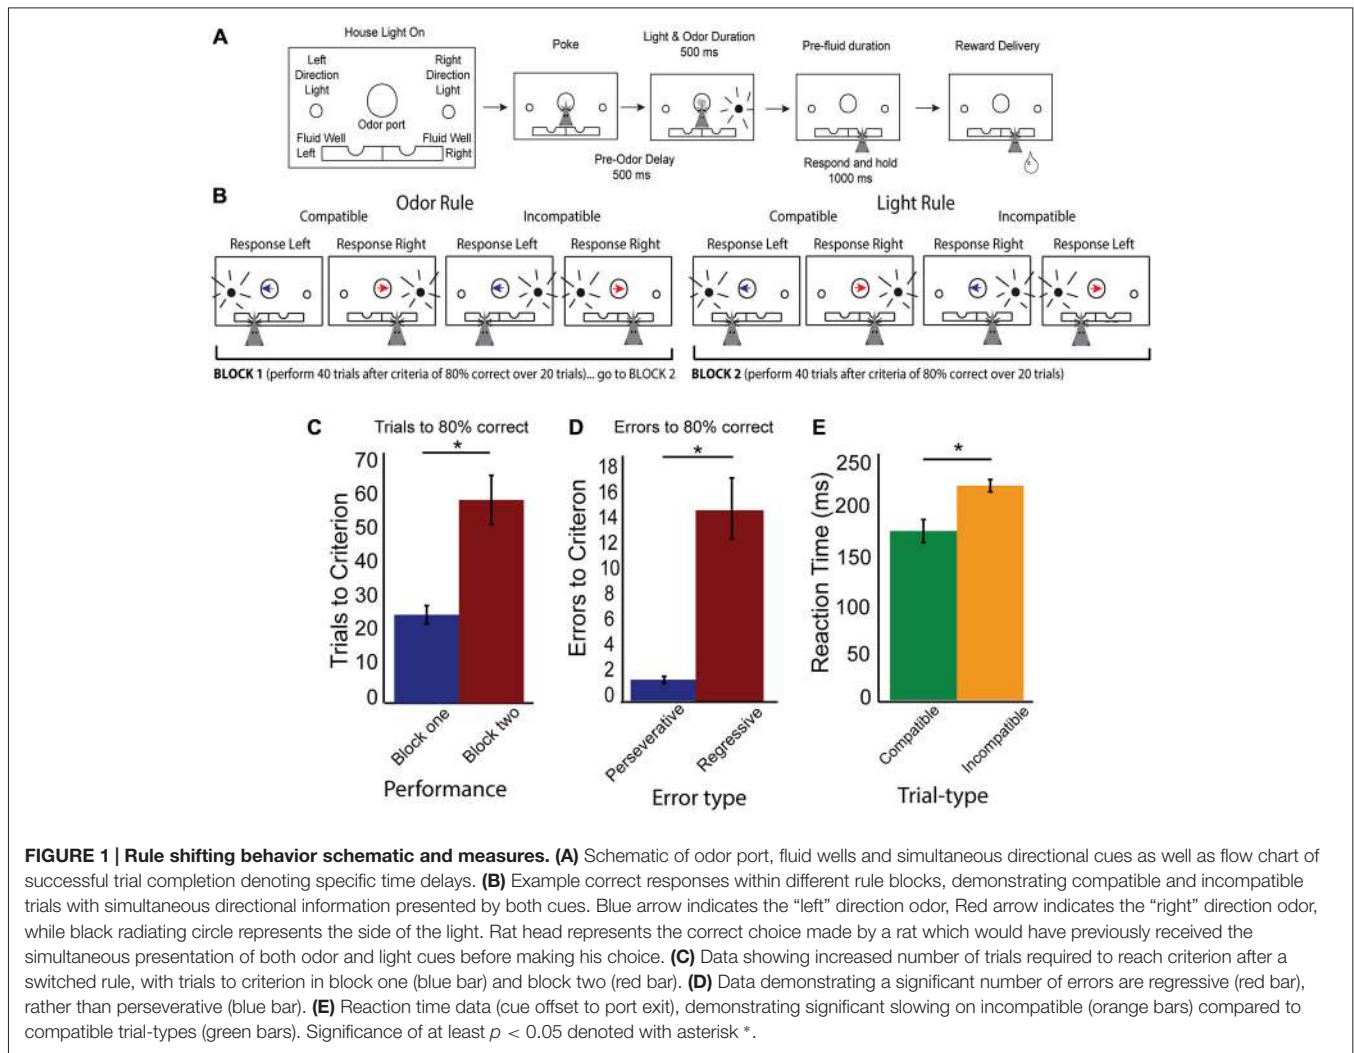 A
House Light On
Left
Direction
Light
Right
Direction
Light
Odor port
Fluid Well
Left
Fluid Well
Right
Poke
Pre-Odor Delay
500 ms
Light & Odor Duration
500 ms
Pre-fluid duration
Respond and hold
1000 ms
Reward Delivery
B
Odor Rule
Compatible
Incompatible
Response Left
Response Right
Response Left
Response Right
Light Rule
Compatible
Incompatible
Response Left
Response Right
Response Right
Response Left
BLOCK 1 (perform 40 trials after criteria of 80% correct over 20 trials)... go to BLOCK 2
BLOCK 2 (perform 40 trials after criteria of 80% correct over 20 trials)
C
Trials to 80% correct
*
Trials to Criterion
70
60
50
40
30
20
10
0
Block one
Block two
Performance
D
Errors to 80% correct
*
Errors to Criteron
18
16
14
12
10
8
6
4
2
0
Perseverative
Regressive
Error type
E
*
Reaction Time (ms)
250
200
150
100
50
0
Compatible
Incompatible
Trial-type
FIGURE 1 | Rule shifting behavior schematic and measures. (A) Schematic of odor port, fluid wells and simultaneous directional cues as well as flow chart of
successful trial completion denoting specific time delays. (B) Example correct responses within different rule blocks, demonstrating compatible and incompatible
trials with simultaneous directional information presented by both cues. Blue arrow indicates the “left” direction odor, Red arrow indicates the “right” direction odor,
while black radiating circle represents the side of the light. Rat head represents the correct choice made by a rat which would have previously received the
simultaneous presentation of both odor and light cues before making his choice. (C) Data showing increased number of trials required to reach criterion after a
switched rule, with trials to criterion in block one (blue bar) and block two (red bar). (D) Data demonstrating a significant number of errors are regressive (red bar),
rather than perseverative (blue bar). (E) Reaction time data (cue offset to port exit), demonstrating significant slowing on incompatible (orange bars) compared to
compatible trial-types (green bars). Significance of at least p < 0.05 denoted with asterisk *.